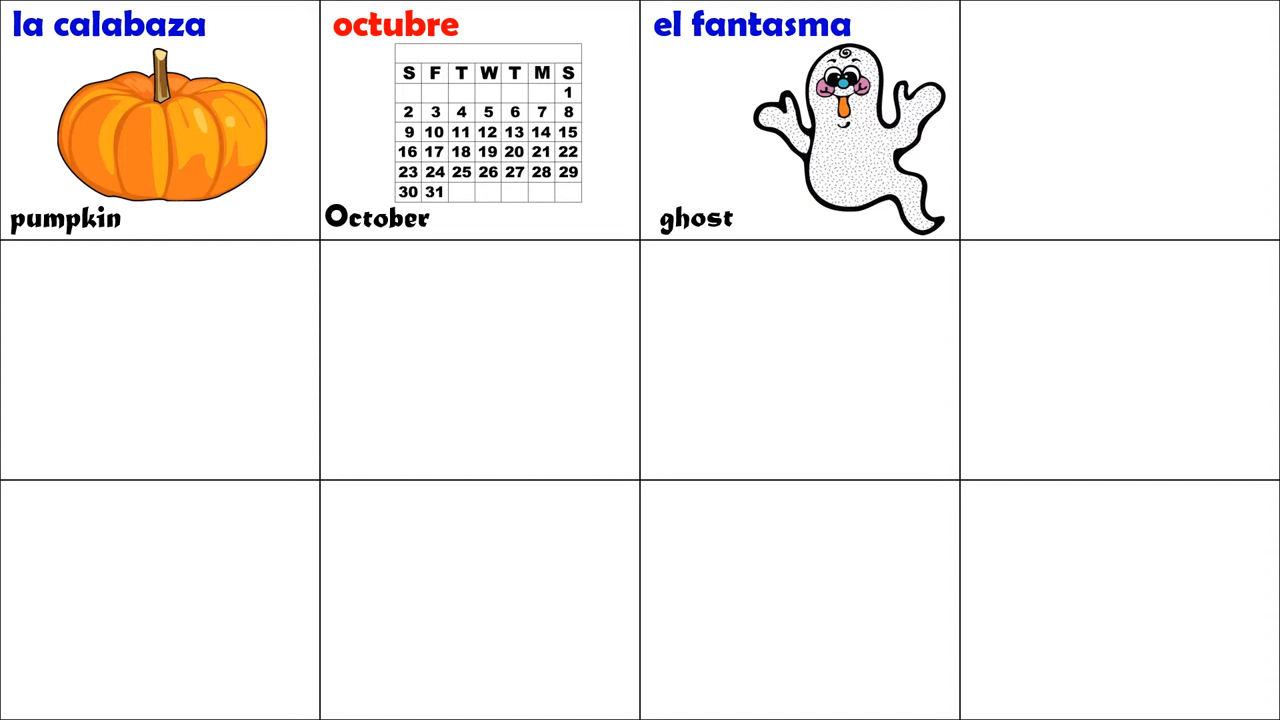 la calabaza
pumpkin
octubre
S F T W T M S
1
2 3 4 5 6 7 8
9 10 11 12 13 14 15
16 17 18 19 20 21 22
23 24 25 26 27 28 29
30 31
October
el fantasma
ghost